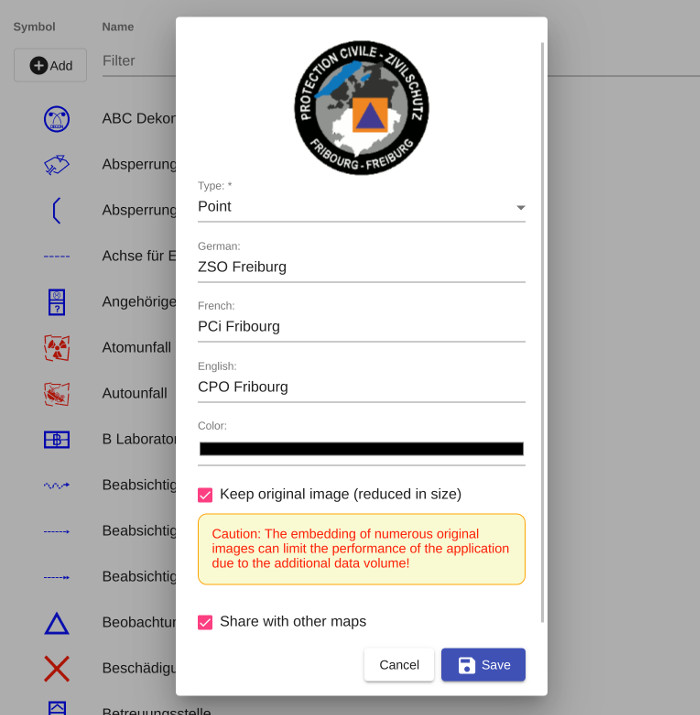 Symbol
Name
Add
Filter
ABC Dekon
Absperrung
Absperrung
Achse für E
Angehörige
Atomunfall
Autounfall
B Laborator
Beabsichtig
Beabsichtig
Beabsichtig
Beobachtun
Beschädigu
Betreuungsstelle
PROTECTION CIVILE - ZIVILSCHUTZ
FRIBOURG - FREIBURG
Type: *
Point
German:
ZSO Freiburg
French:
PCi Fribourg
English:
CPO Fribourg
Color:
Keep original image (reduced in size)
Caution: The embedding of numerous original
images can limit the performance of the application
due to the additional data volume!
Share with other maps
Cancel
Save